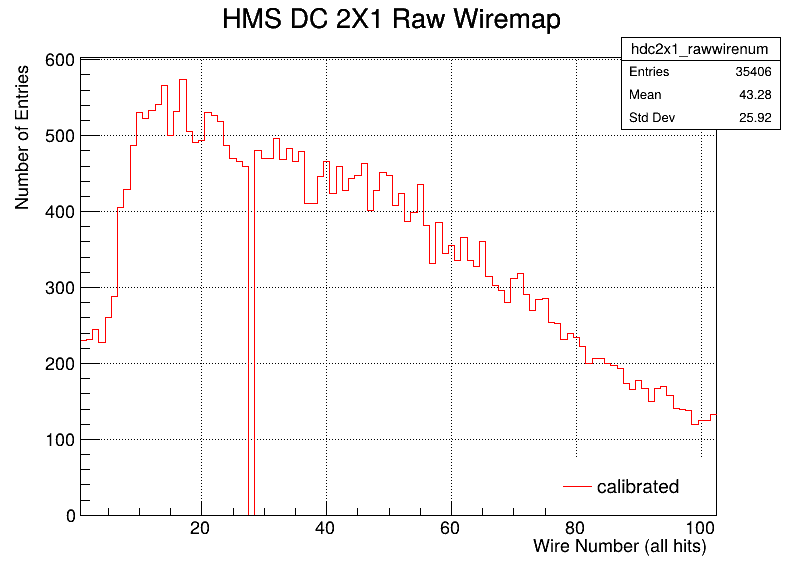 HMS DC 2X1 Raw Wiremap
hdc2x1_rawwirenum
Entries 35406
Mean 43.28
Std Dev 25.92
Number of Entries
600
500
400
300
200
100
0
calibrated
20 40 60 80 100
Wire Number (all hits)